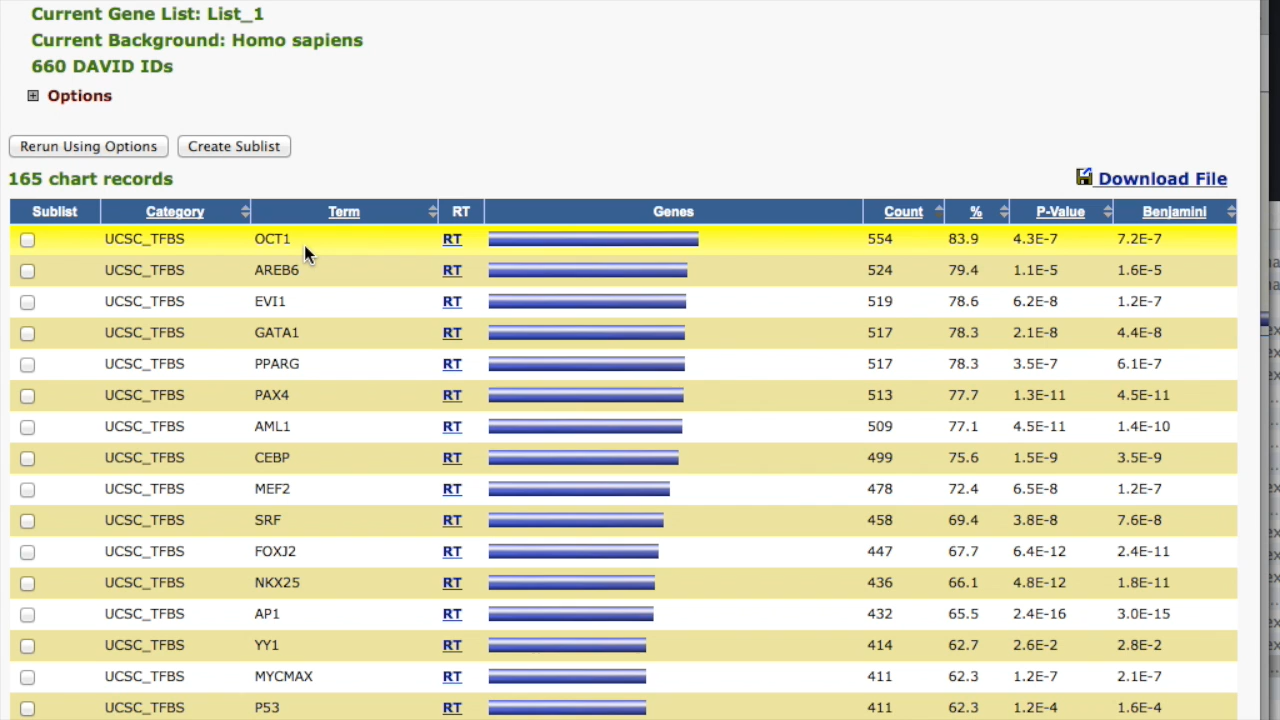 Current Gene List: List_1
Current Background: Homo sapiens
660 DAVID IDs
Options
Rerun Using Options Create Sublist
165 chart records Download File
Sublist Category Term RT Genes Count % P-Value Benjamini
UCSC_TFBS OCT1 RT 554 83.9 4.3E-7 7.2E-7
UCSC_TFBS AREB6 RT 524 79.4 1.1E-5 1.6E-5
UCSC_TFBS EVI1 RT 519 78.6 6.2E-8 1.2E-7
UCSC_TFBS GATA1 RT 517 78.3 2.1E-8 4.4E-8
UCSC_TFBS PPARG RT 517 78.3 3.5E-7 6.1E-7
UCSC_TFBS PAX4 RT 513 77.7 1.3E-11 4.5E-11
UCSC_TFBS AML1 RT 509 77.1 4.5E-11 1.4E-10
UCSC_TFBS CEBP RT 499 75.6 1.5E-9 3.5E-9
UCSC_TFBS MEF2 RT 478 72.4 6.5E-8 1.2E-7
UCSC_TFBS SRF RT 458 69.4 3.8E-8 7.6E-8
UCSC_TFBS FOXJ2 RT 447 67.7 6.4E-12 2.4E-11
UCSC_TFBS NKX25 RT 436 66.1 4.8E-12 1.8E-11
UCSC_TFBS AP1 RT 432 65.5 2.4E-16 3.0E-15
UCSC_TFBS YY1 RT 414 62.7 2.6E-2 2.8E-2
UCSC_TFBS MYCMAX RT 411 62.3 1.2E-7 2.1E-7
UCSC_TFBS P53 RT 411 62.3 1.2E-4 1.6E-4